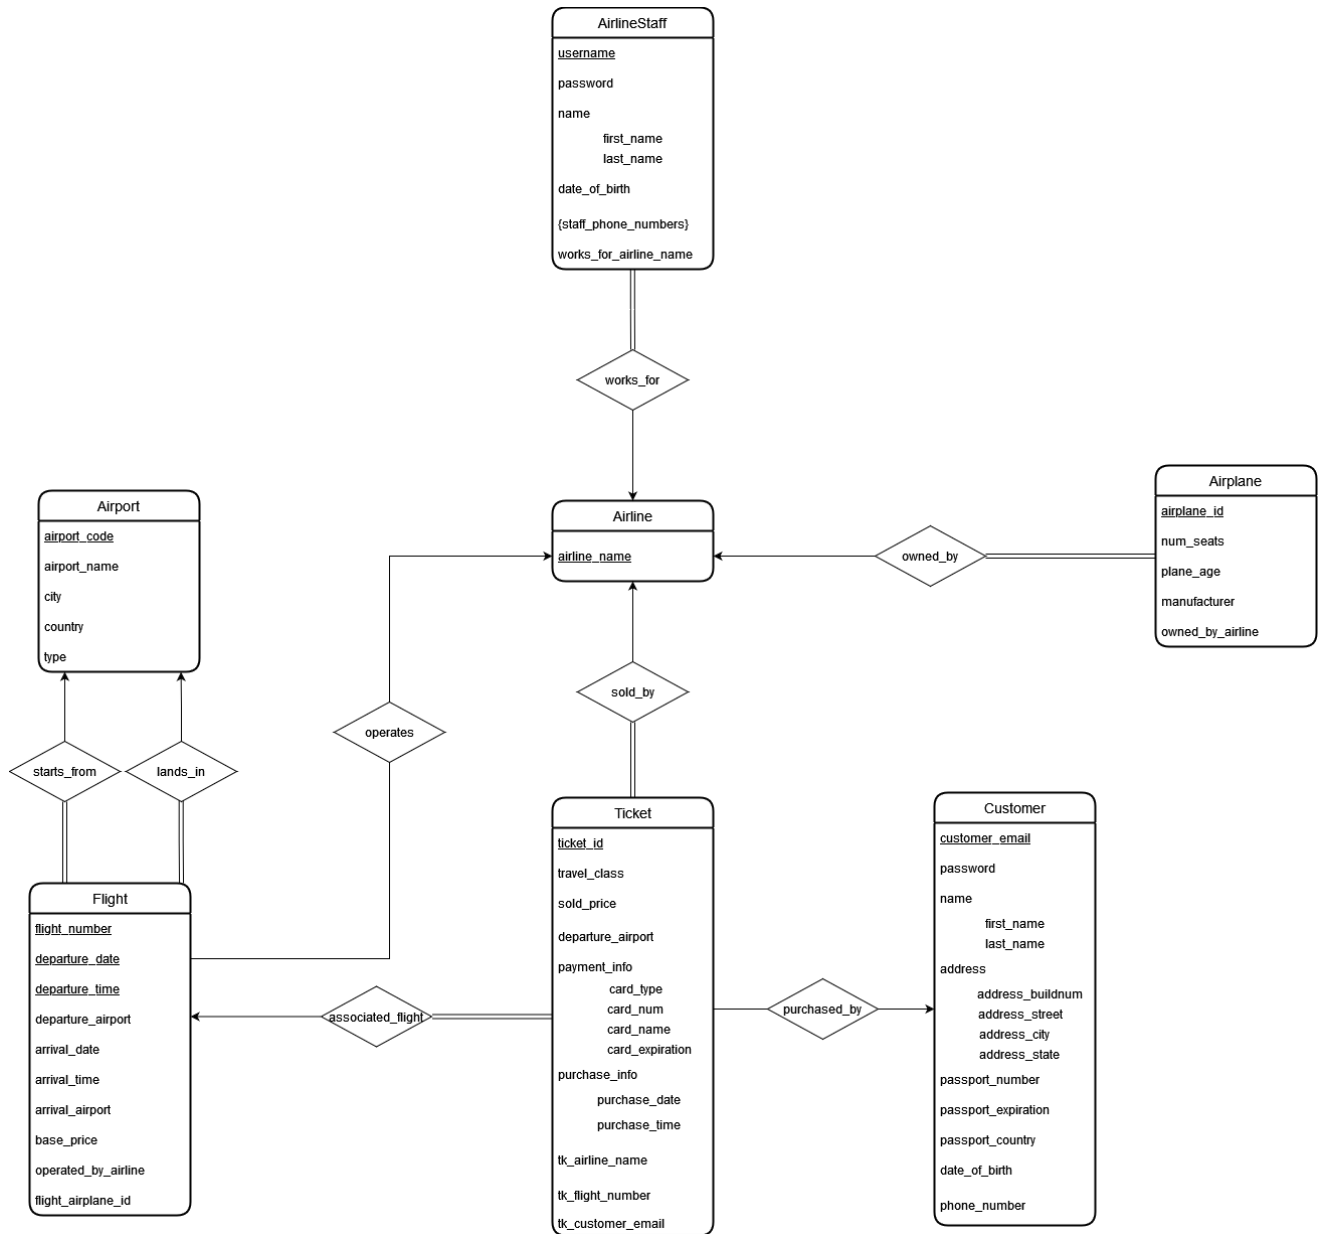 AirlineStaff
username
password
name
first_name
last_name
date_of_birth
{staff_phone_numbers}
works_for_airline_name
works_for
Airport
airport_code
airport_name
city
country
type
Airline
airline_name
owned_by
Airplane
airplane_id
num_seats
plane_age
manufacturer
owned_by_airline
starts_from
lands_in
operates
sold_by
Flight
flight_number
departure_date
departure_time
departure_airport
arrival_date
arrival_time
arrival_airport
base_price
operated_by_airline
flight_airplane_id
associated_flight
Ticket
ticket_id
travel_class
sold_price
departure_airport
payment_info
card_type
card_num
card_name
card_expiration
purchase_info
purchase_date
purchase_time
tk_airline_name
tk_flight_number
tk_customer_email
purchased_by
Customer
customer_email
password
name
first_name
last_name
address
address_buildnum
address_street
address_city
address_state
passport_number
passport_expiration
passport_country
date_of_birth
phone_number